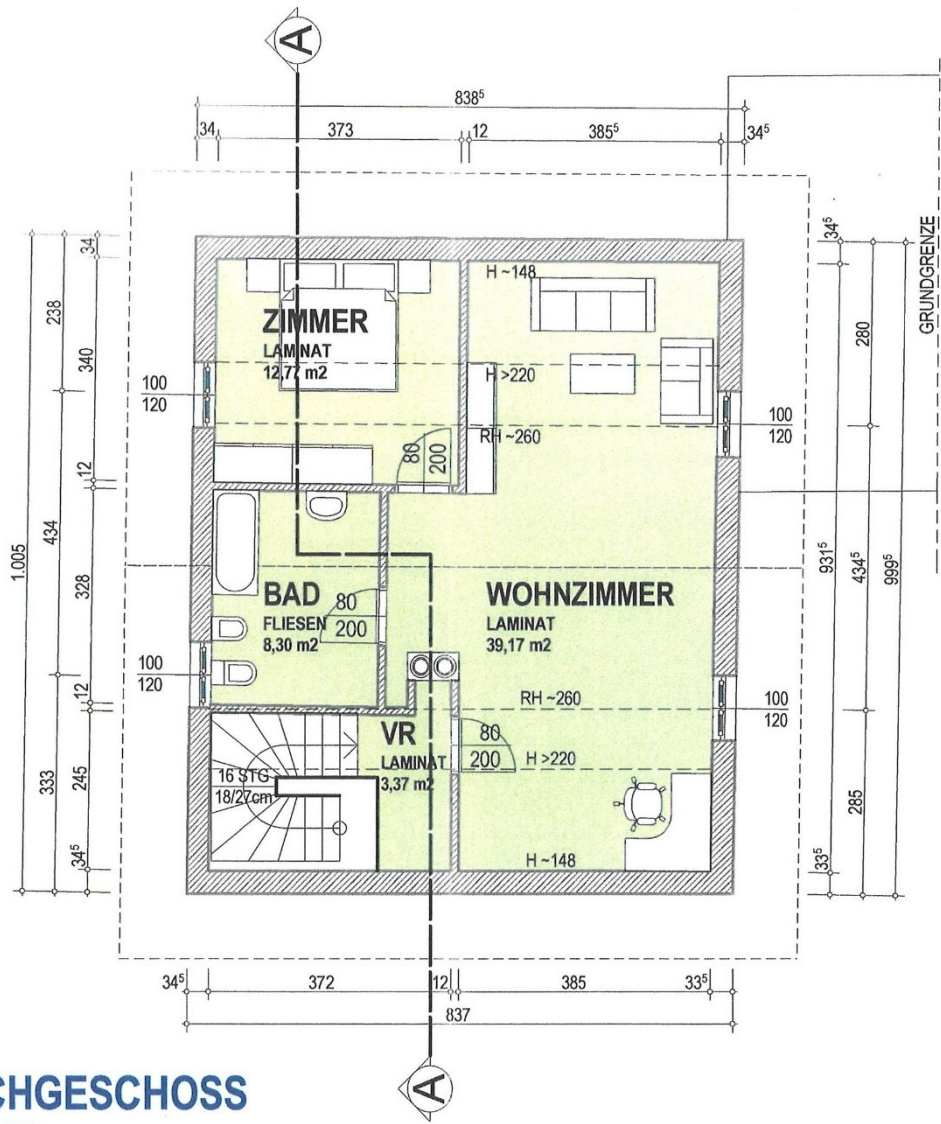 A
838⁵
34
373
12
385⁵
34⁵
34
238
340
100
120
12
434
1.005
328
100
120
12
333
245
34⁵
ZIMMER
LAMINAT
12,77 m2
80
200
H ~148
H >220
RH ~260
BAD
FLIESEN
8,30 m2
80
200
WOHNZIMMER
LAMINAT
39,17 m2
RH ~260
VR
LAMINAT
3,37 m2
80
200
H >220
16 STG
18/27cm
H ~148
100
120
100
120
34⁵
280
931⁵
434⁵
999⁵
285
33⁵
GRUNDGRENZE
34⁵
372
12
385
33⁵
837
A
CHGESCHOSS